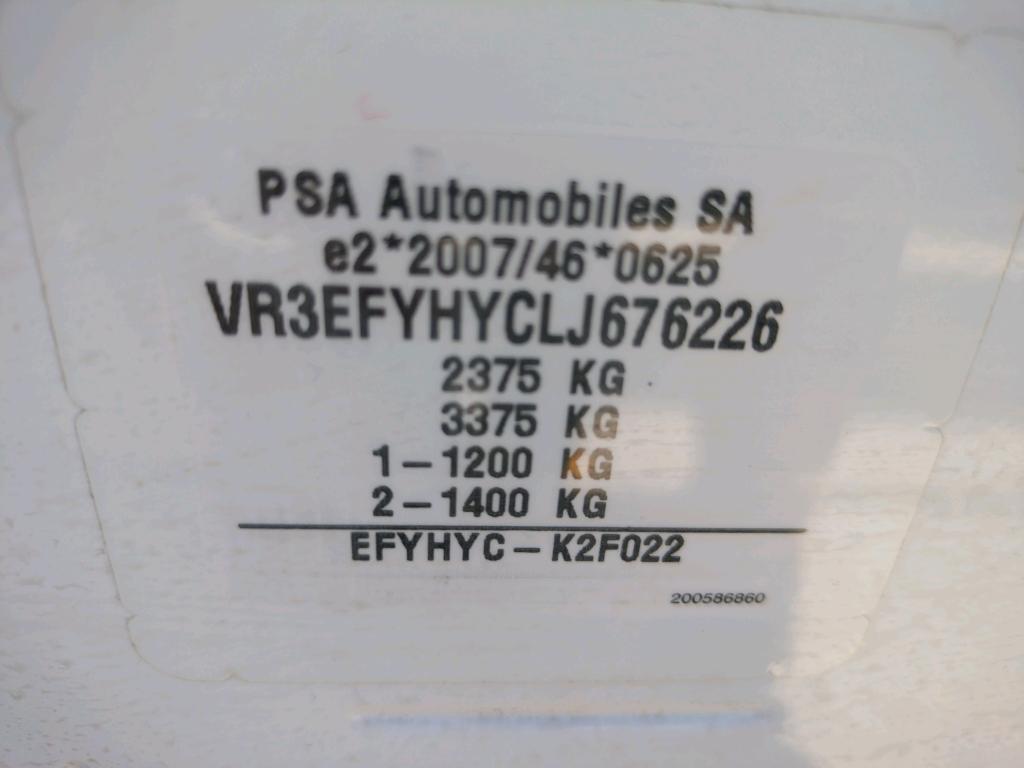 PSA Automobiles SA
e2*2007/46*0625
VR3EFYHYCLJ676226
2375 KG
3375 KG
1-1200 KG
2-1400 KG
EFYHYC-K2F022
200586860